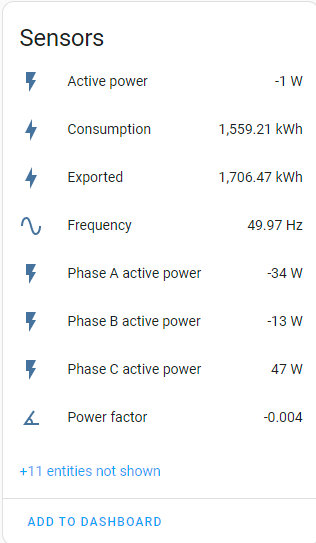 Sensors
Active power -1 W
Consumption 1,559.21 kWh
Exported 1,706.47 kWh
Frequency 49.97 Hz
Phase A active power -34 W
Phase B active power -13 W
Phase C active power 47 W
Power factor -0.004
+11 entities not shown
ADD TO DASHBOARD